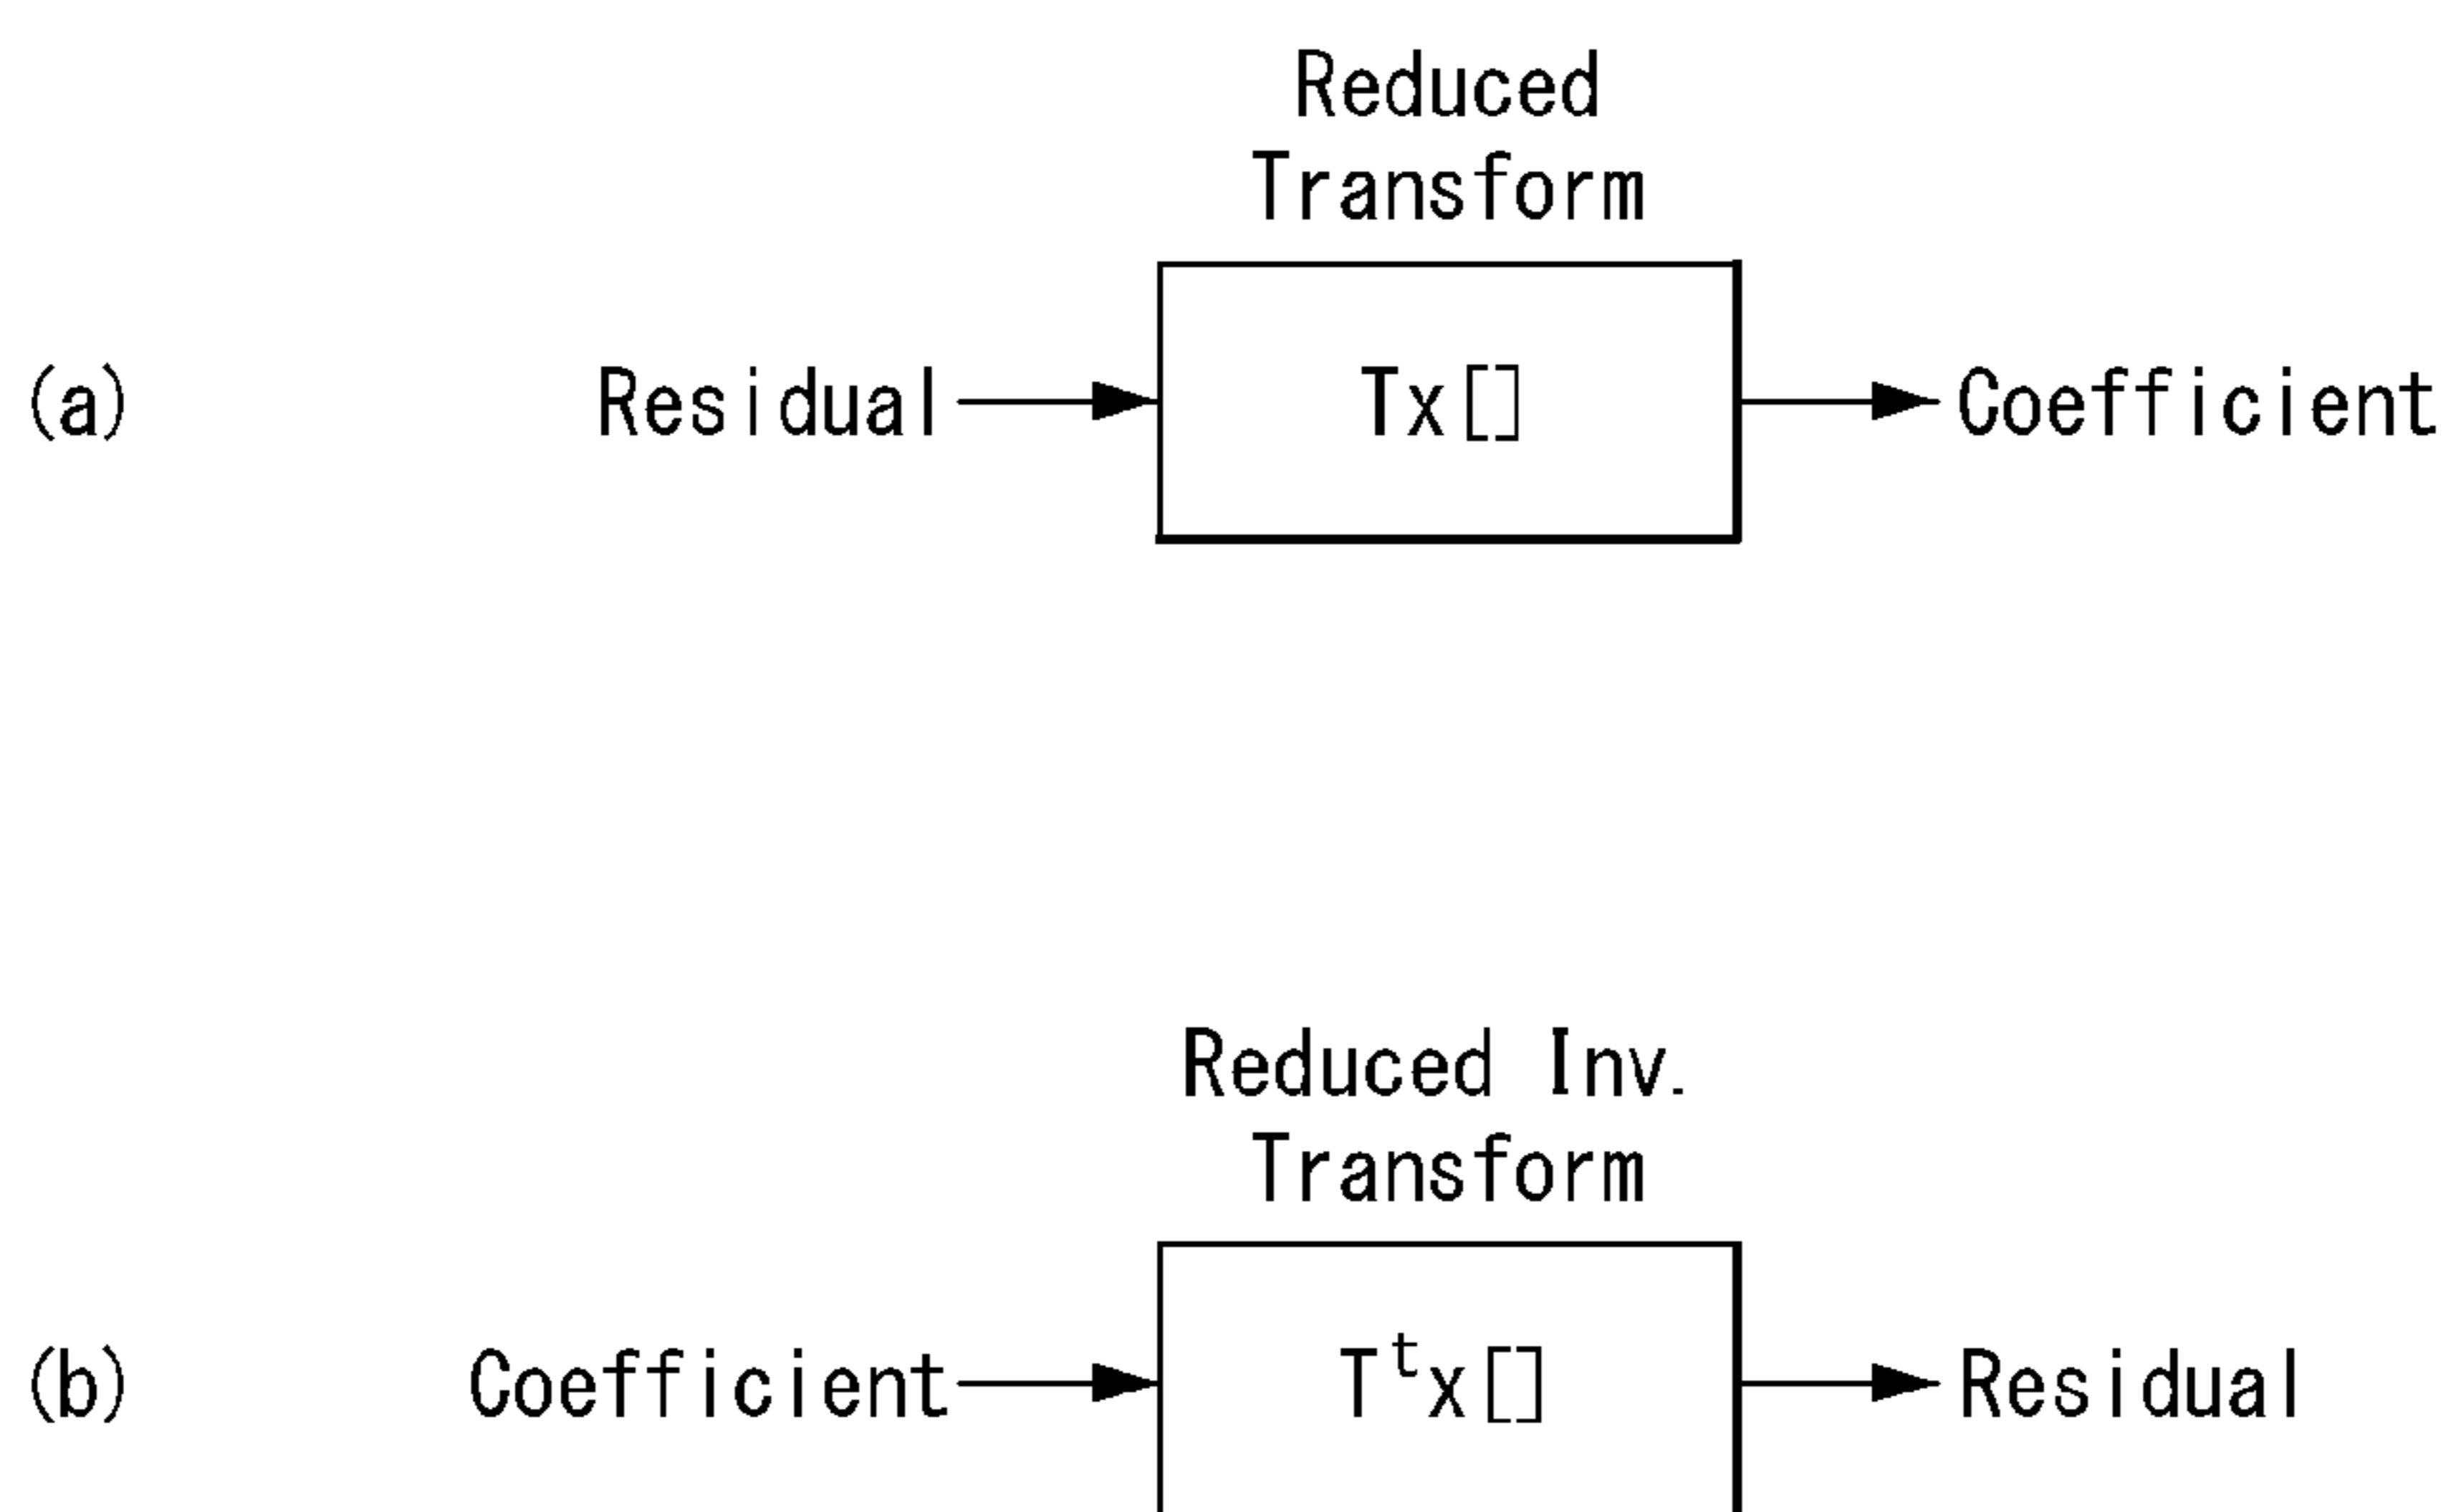 Reduced
Transform
(a) Residual Tx[] Coefficient
Reduced Inv.
Transform
(b) Coefficient Tᵗx[] Residual